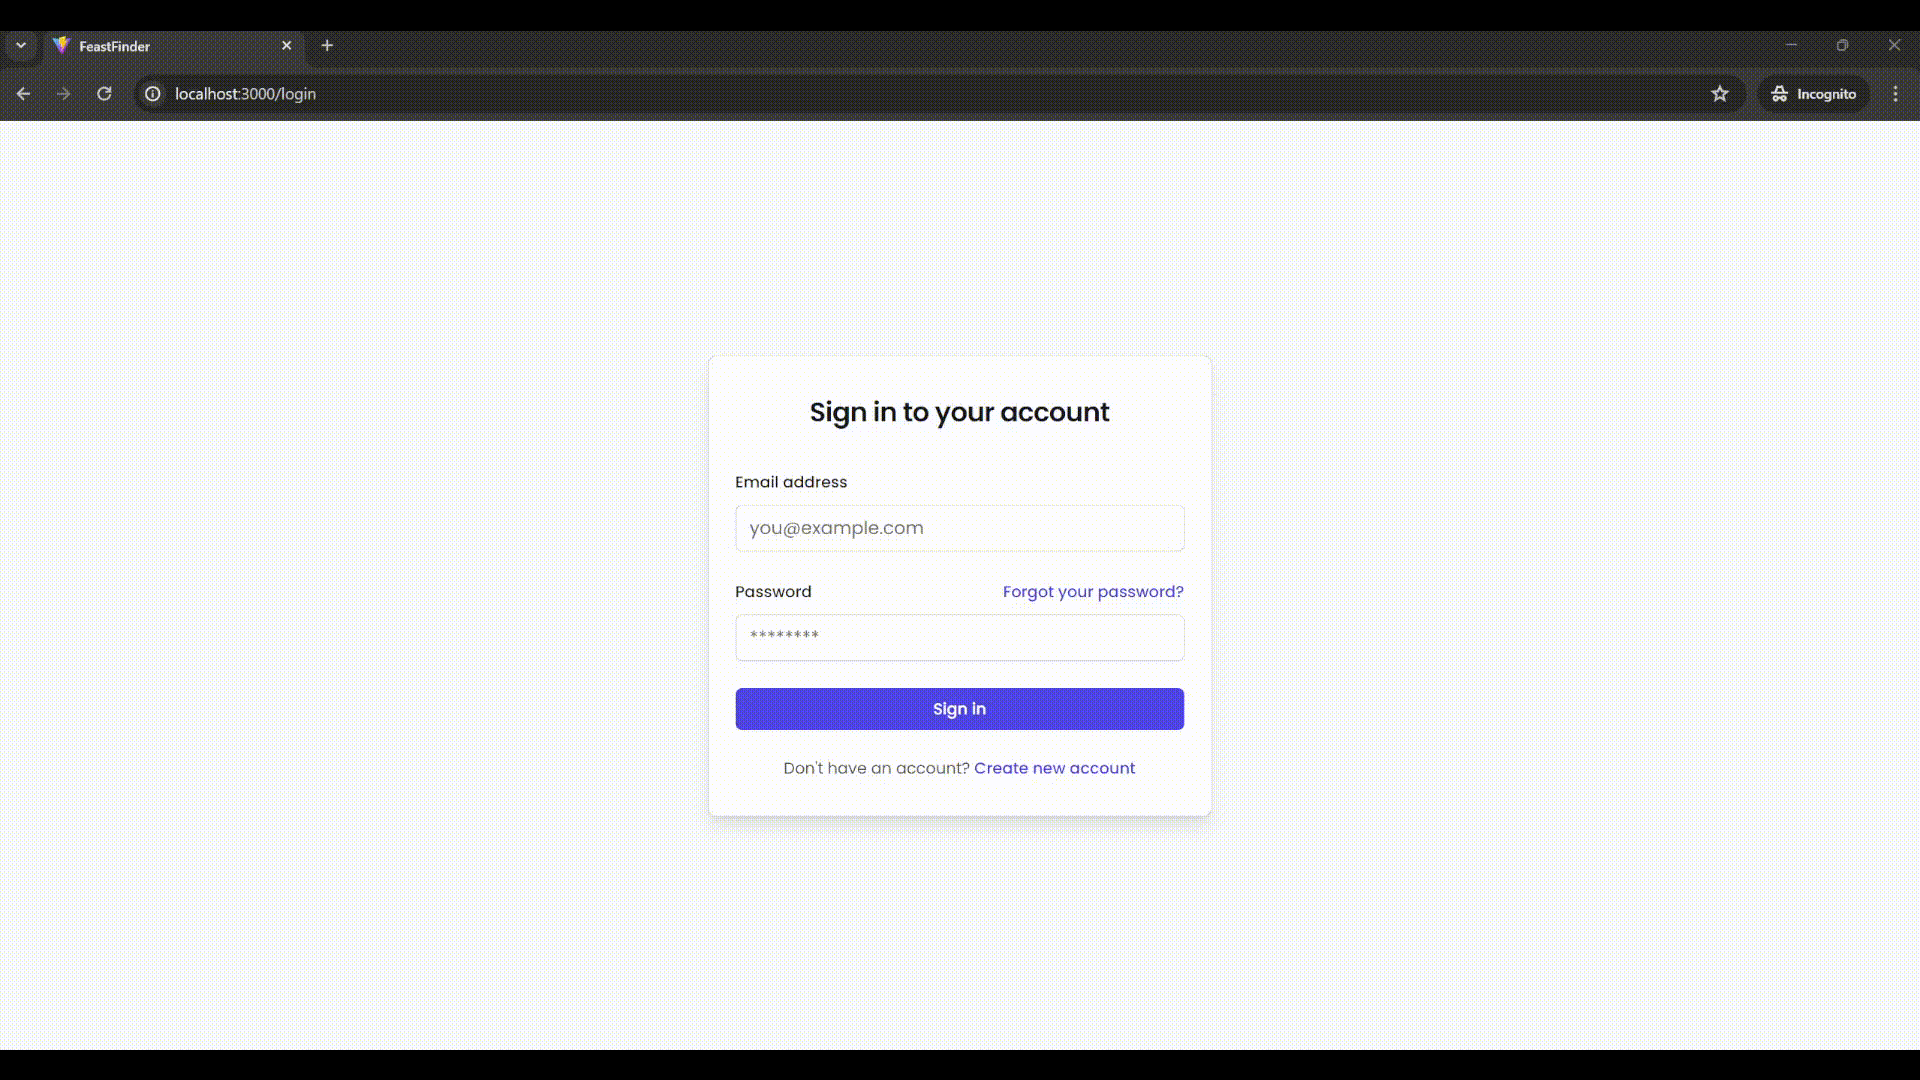 FeastFinder
localhost:3000/login
Incognito
Sign in to your account
Email address
you@example.com
Password Forgot your password?
********
Sign in
Don't have an account? Create new account